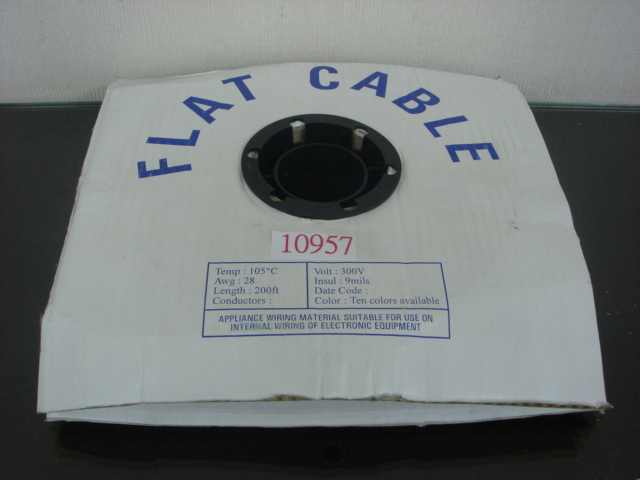 FLAT CABLE
10957
Temp : 105°C
Awg : 28
Length : 200ft
Conductors :
Volt : 300V
Insul : 9mils
Date Code :
Color : Ten colors available
APPLIANCE WIRING MATERIAL SUITABLE FOR USE ON
INTERNAL WIRING OF ELECTRONIC EQUIPMENT